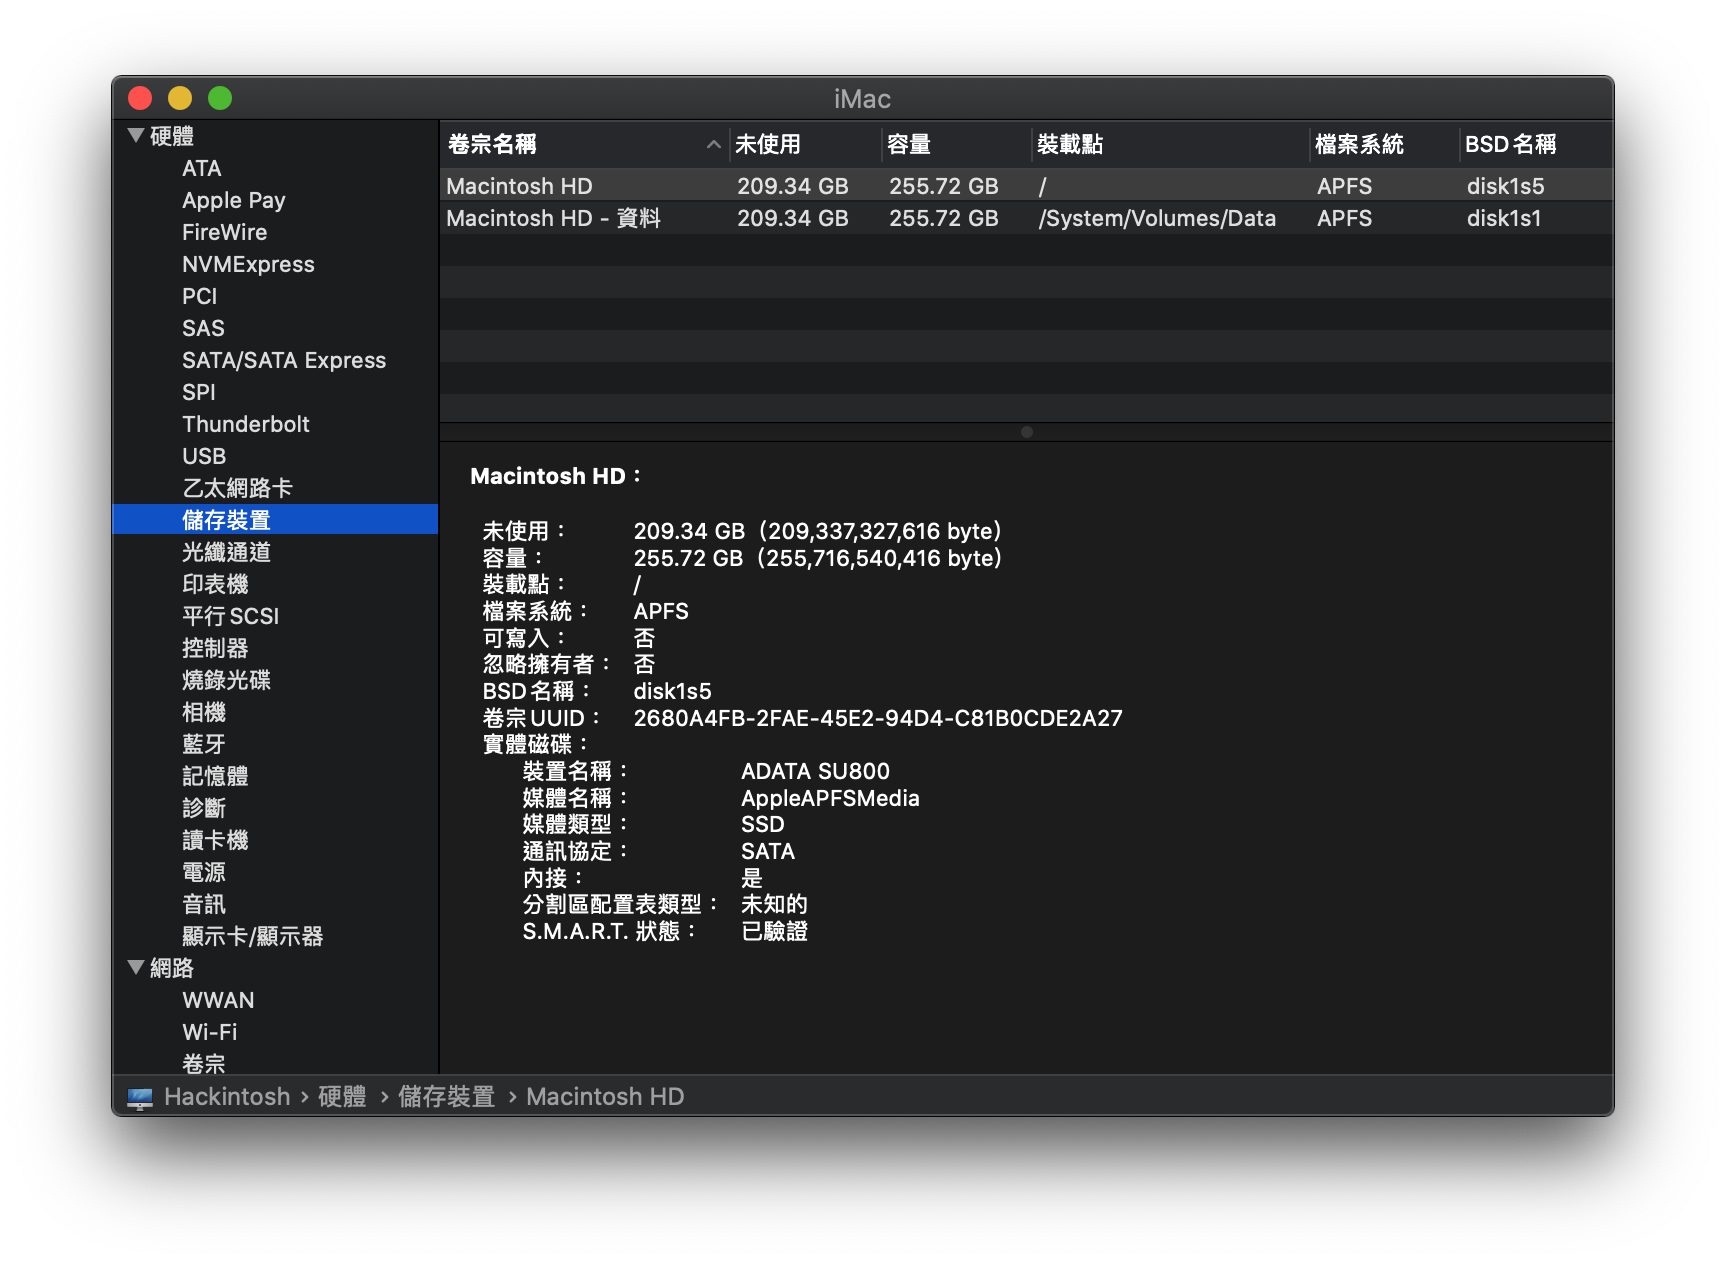 iMac
硬體
ATA
Apple Pay
FireWire
NVMExpress
PCI
SAS
SATA/SATA Express
SPI
Thunderbolt
USB
乙太網路卡
儲存裝置
光纖通道
印表機
平行 SCSI
控制器
燒錄光碟
相機
藍牙
記憶體
診斷
讀卡機
電源
音訊
顯示卡/顯示器
網路
WWAN
Wi-Fi
卷宗
卷宗名稱 未使用 容量 裝載點 檔案系統 BSD 名稱
Macintosh HD 209.34 GB 255.72 GB / APFS disk1s5
Macintosh HD - 資料 209.34 GB 255.72 GB /System/Volumes/Data APFS disk1s1
Macintosh HD：
未使用： 209.34 GB（209,337,327,616 byte）
容量： 255.72 GB（255,716,540,416 byte）
裝載點： /
檔案系統： APFS
可寫入： 否
忽略擁有者： 否
BSD 名稱： disk1s5
卷宗 UUID： 2680A4FB-2FAE-45E2-94D4-C81B0CDE2A27
實體磁碟：
裝置名稱： ADATA SU800
媒體名稱： AppleAPFSMedia
媒體類型： SSD
通訊協定： SATA
內接： 是
分割區配置表類型： 未知的
S.M.A.R.T. 狀態： 已驗證
Hackintosh › 硬體 › 儲存裝置 › Macintosh HD